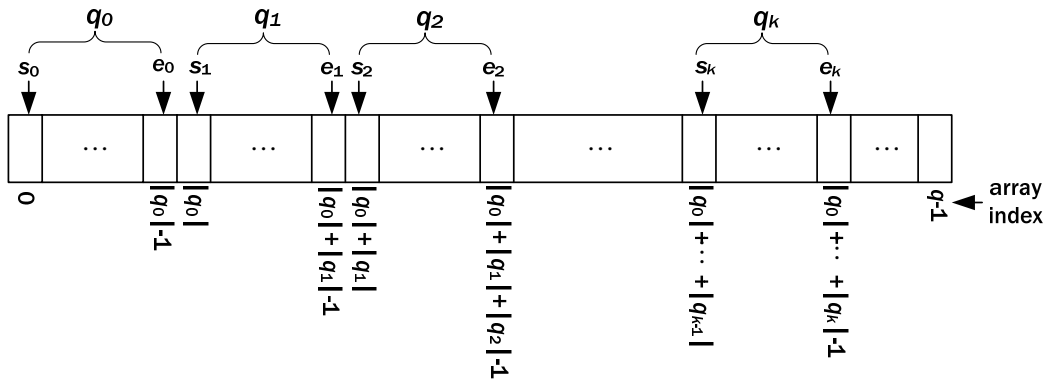 q₀ q₁ q₂ qₖ
s₀ e₀ s₁ e₁ s₂ e₂ sₖ eₖ
... ... ... ... ... ...
0
|q₀|-1
|q₀|
|q₀|+|q₁|-1
|q₀|+|q₁|
|q₀|+|q₁|+|q₂|-1
|q₀|+...+|qₖ₋₁|
|q₀|+...+|qₖ|-1
q-1
array
index